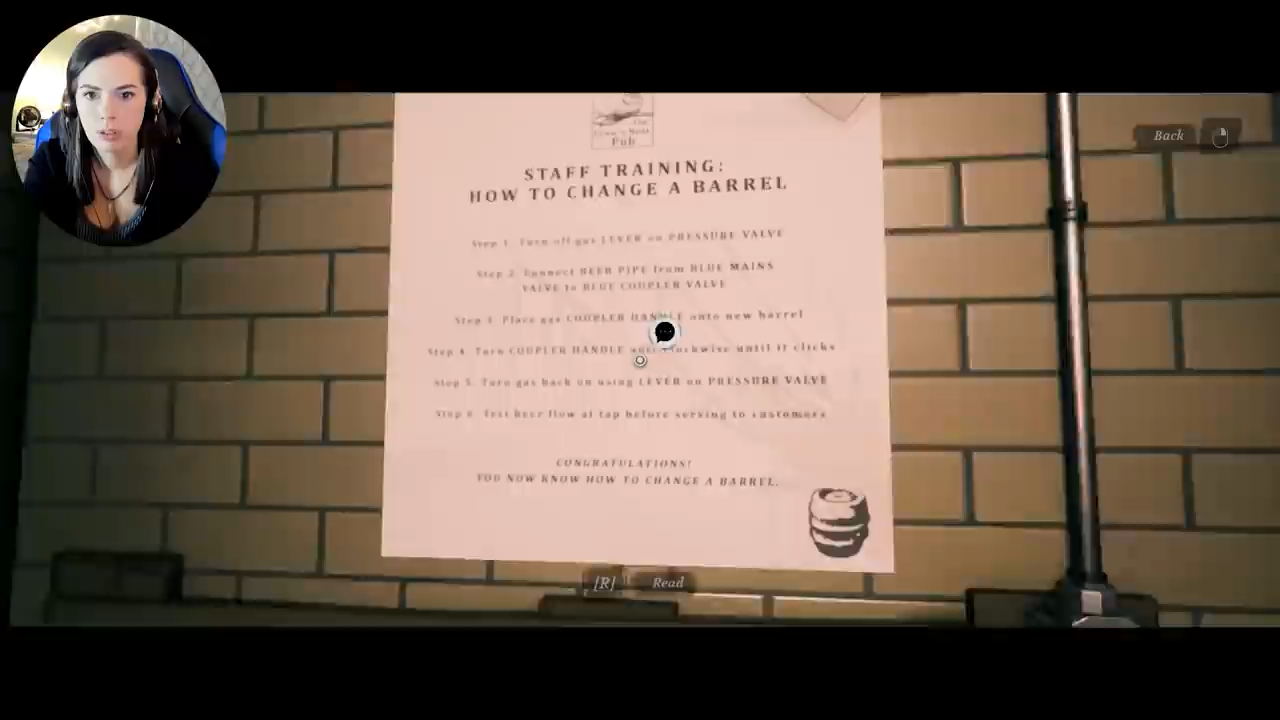 Back
The
Pub
STAFF TRAINING:
HOW TO CHANGE A BARREL
Step 1. Turn off gas LEVER on PRESSURE VALVE
Step 2. Connect BEER PIPE from BLUE MAINS
VALVE to BLUE COUPLER VALVE
Step 3. Place gas COUPLER HANDLE onto new barrel
Step 4. Turn COUPLER HANDLE anti-clockwise until it clicks
Step 5. Turn gas back on using LEVER on PRESSURE VALVE
Step 6. Test beer flow at tap before serving to customers
CONGRATULATIONS!
YOU NOW KNOW HOW TO CHANGE A BARREL.
[R] Read